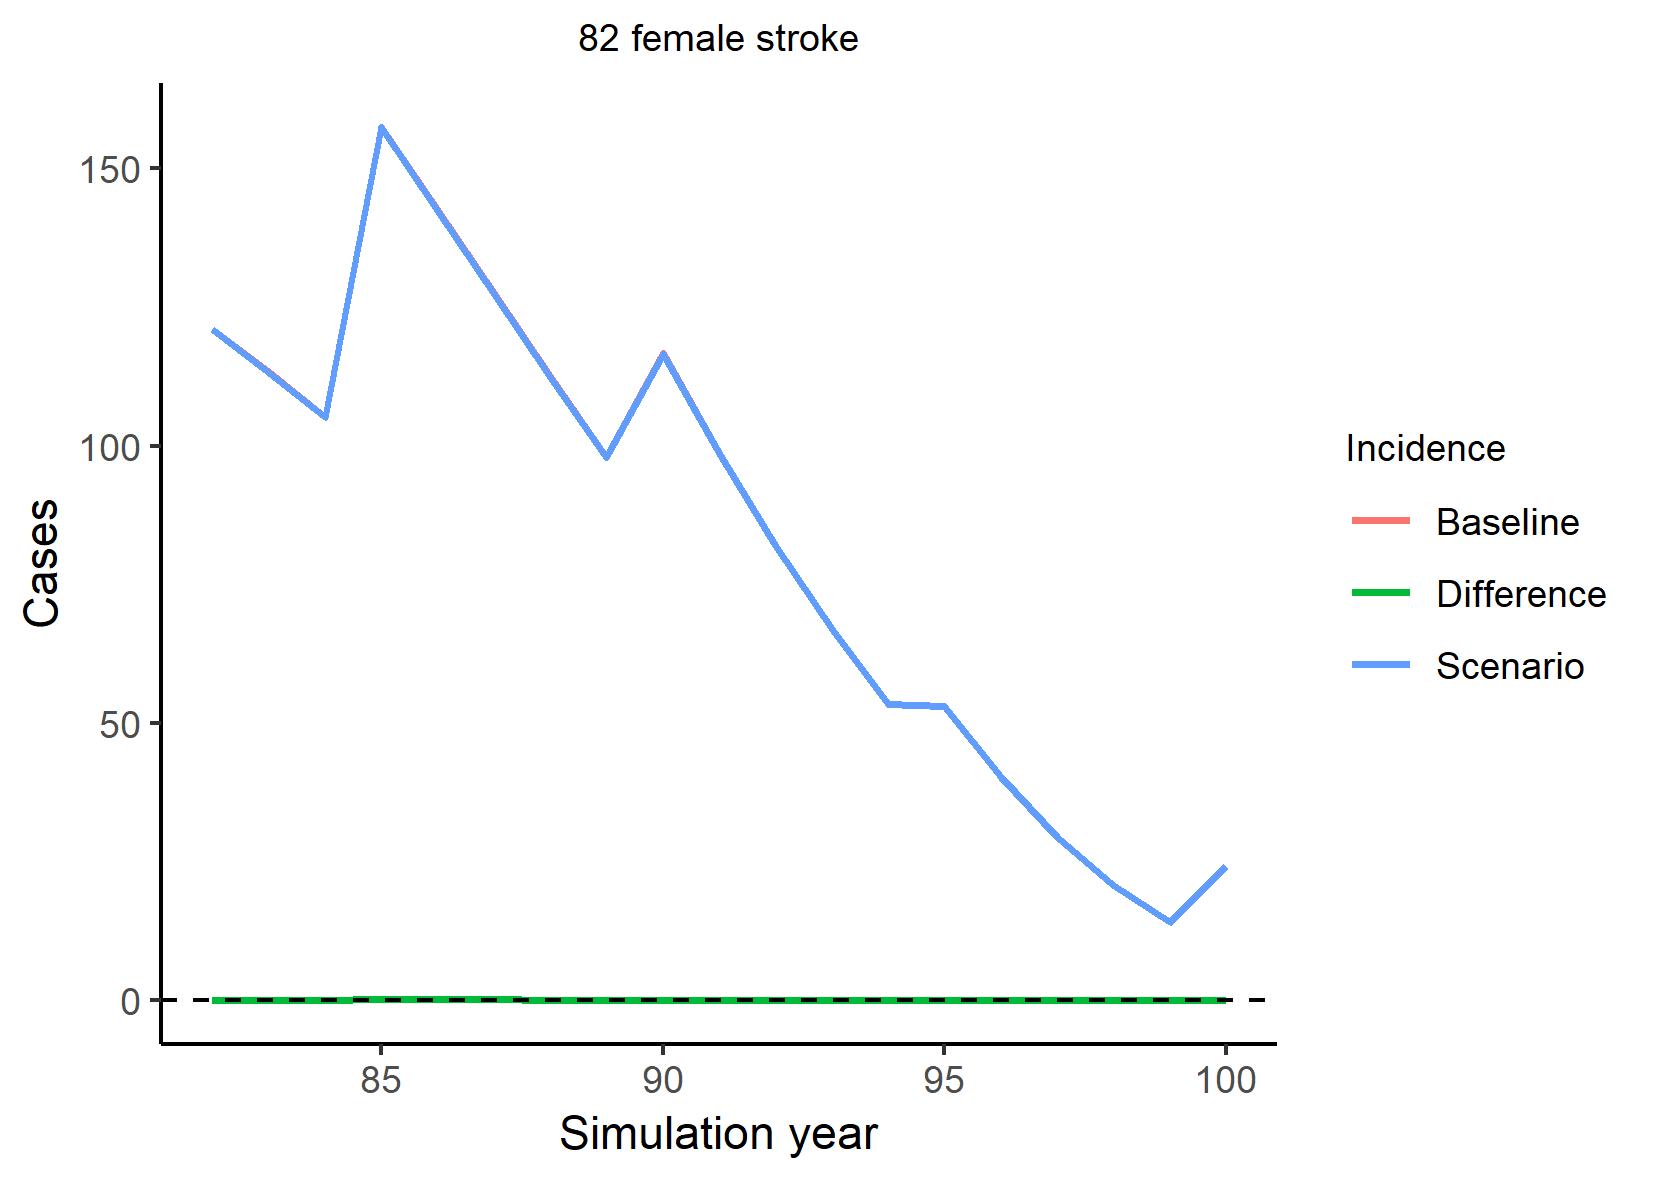 82 female stroke
150
100
50
0
Cases
85 90 95 100
Simulation year
Incidence
Baseline
Difference
Scenario